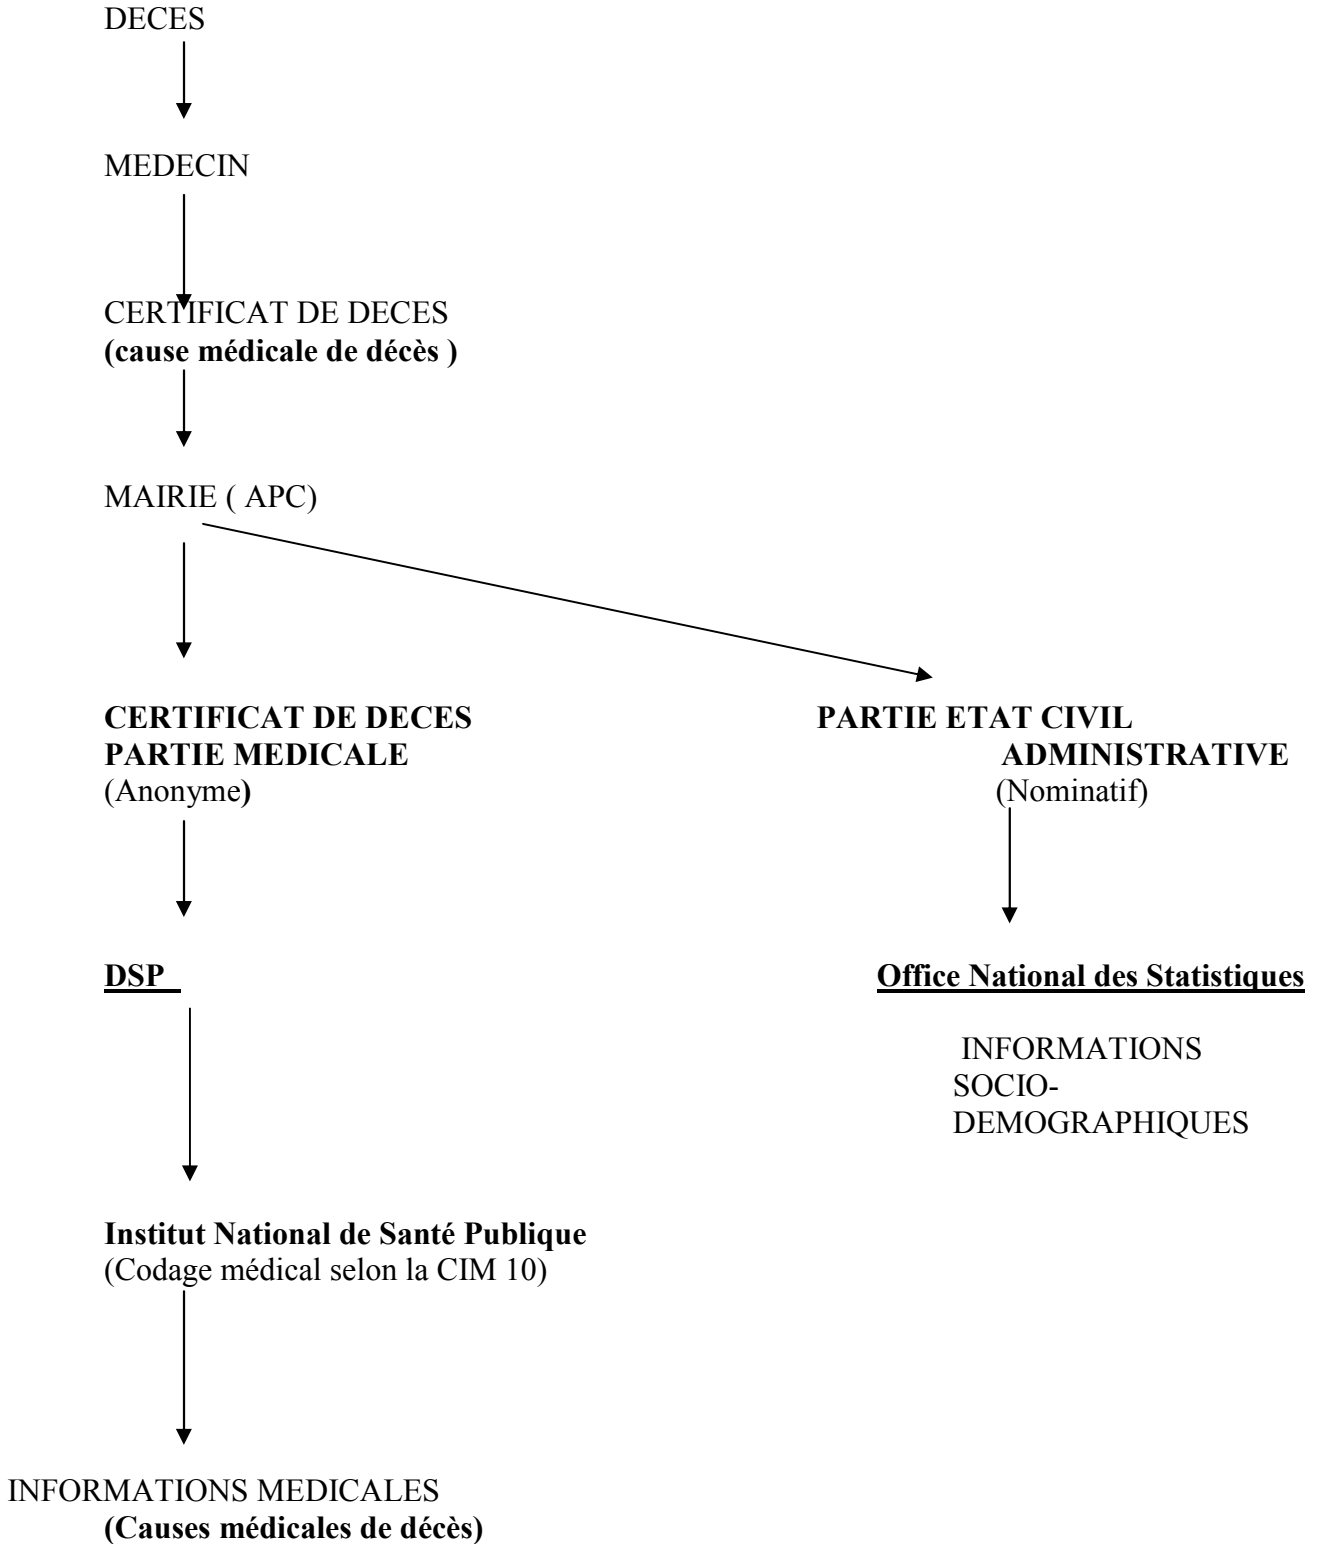 DECES
MEDECIN
CERTIFICAT DE DECES
(cause médicale de décès )
MAIRIE ( APC)
CERTIFICAT DE DECES
PARTIE MEDICALE
(Anonyme)
PARTIE ETAT CIVIL
ADMINISTRATIVE
(Nominatif)
DSP
Office National des Statistiques
INFORMATIONS
SOCIO-
DEMOGRAPHIQUES
Institut National de Santé Publique
(Codage médical selon la CIM 10)
INFORMATIONS MEDICALES
(Causes médicales de décès)